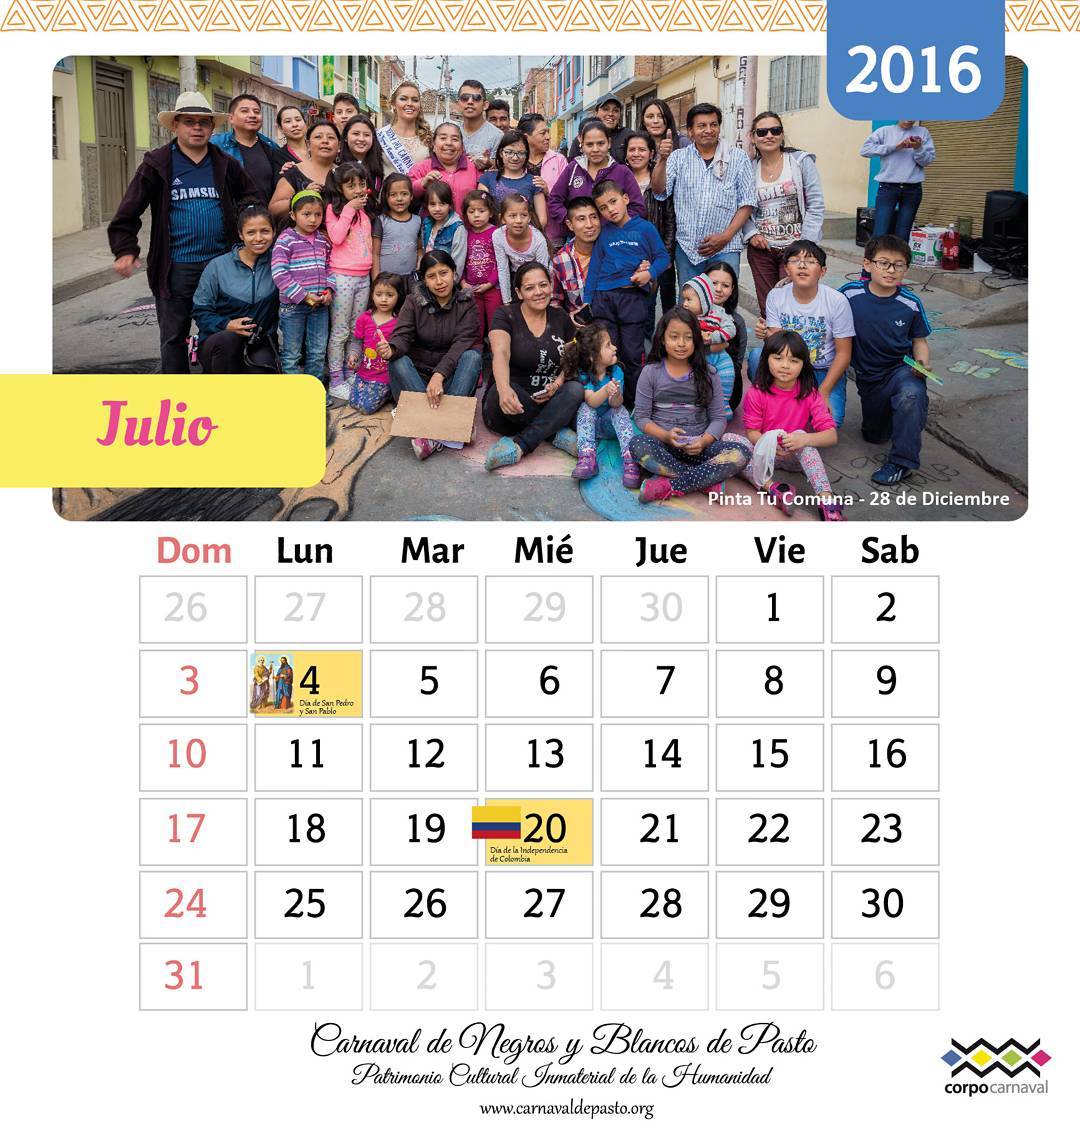 2016
SAMSU
Julio
Pinta Tu Comuna - 28 de Diciembre
Dom Lun Mar Mié Jue Vie Sab
26 27 28 29 30 1 2
3 4 5 6 7 8 9
Día de San Pedro
y San Pablo
10 11 12 13 14 15 16
17 18 19 20 21 22 23
Día de la Independencia
de Colombia
24 25 26 27 28 29 30
31 1 2 3 4 5 6
Carnaval de Negros y Blancos de Pasto
Patrimonio Cultural Inmaterial de la Humanidad
www.carnavaldepasto.org
corpocarnaval